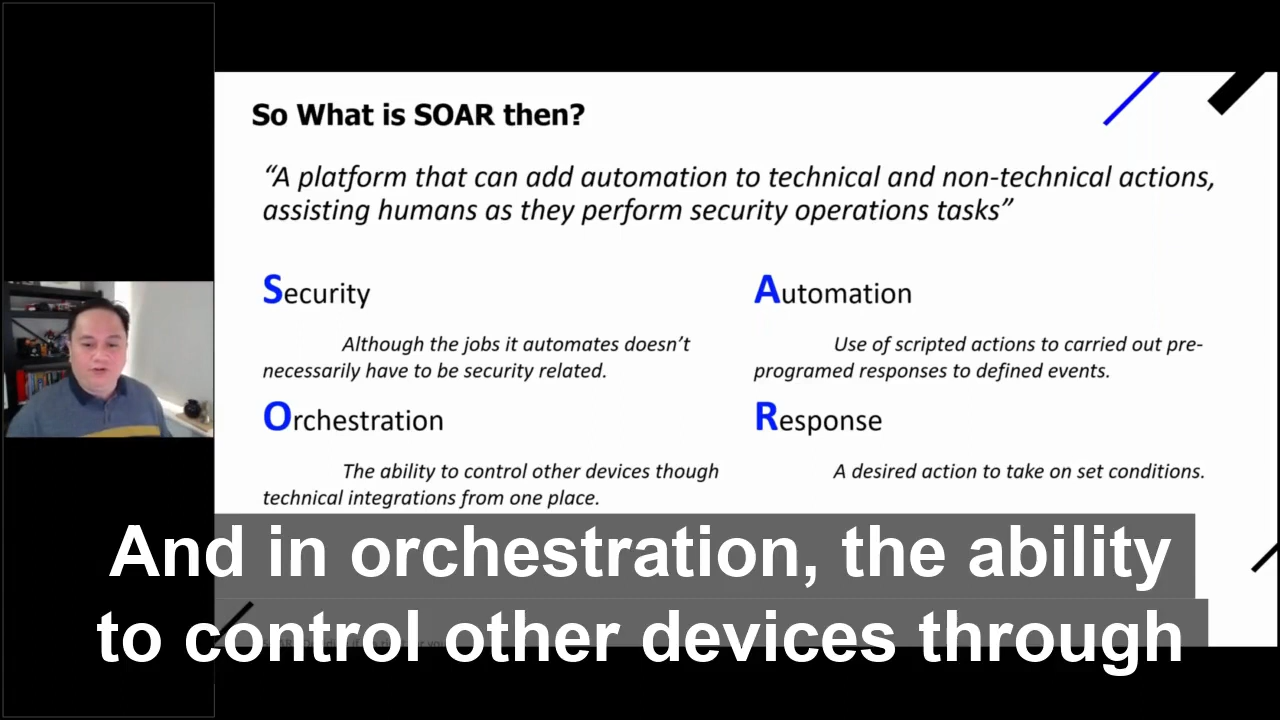 So What is SOAR then?
“A platform that can add automation to technical and non-technical actions,
assisting humans as they perform security operations tasks”
Security
Although the jobs it automates doesn’t
necessarily have to be security related.
Automation
Use of scripted actions to carried out pre-
programed responses to defined events.
Orchestration
The ability to control other devices though
technical integrations from one place.
Response
A desired action to take on set conditions.
And in orchestration, the ability
to control other devices through